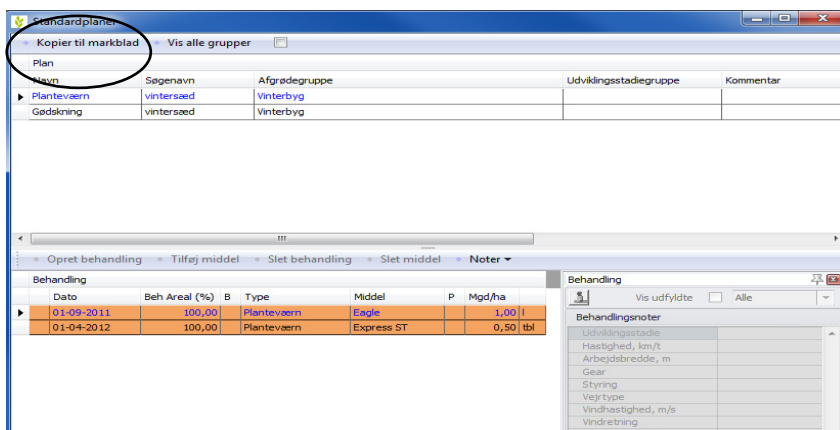 Standardplaner
Kopier til markblad Vis alle grupper
Plan
Navn Søgenavn Afgrødegruppe Udviklingsstadiegruppe Kommentar
Planteværn vintersæd Vinterbyg
Gødskning vintersæd Vinterbyg
Opret behandling Tilføj middel Slet behandling Slet middel Noter
Behandling Behandling
Dato Beh Areal (%) B Type Middel P Mgd/ha Vis udfyldte Alle
01-09-2011 100,00 Planteværn Eagle 1,00 l
01-04-2012 100,00 Planteværn Express ST 0,50 tbl
Behandlingsnoter
Udviklingsstadie
Hastighed, km/t
Arbejdsbredde, m
Gear
Styring
Vejrtype
Vindhastighed, m/s
Vindretning